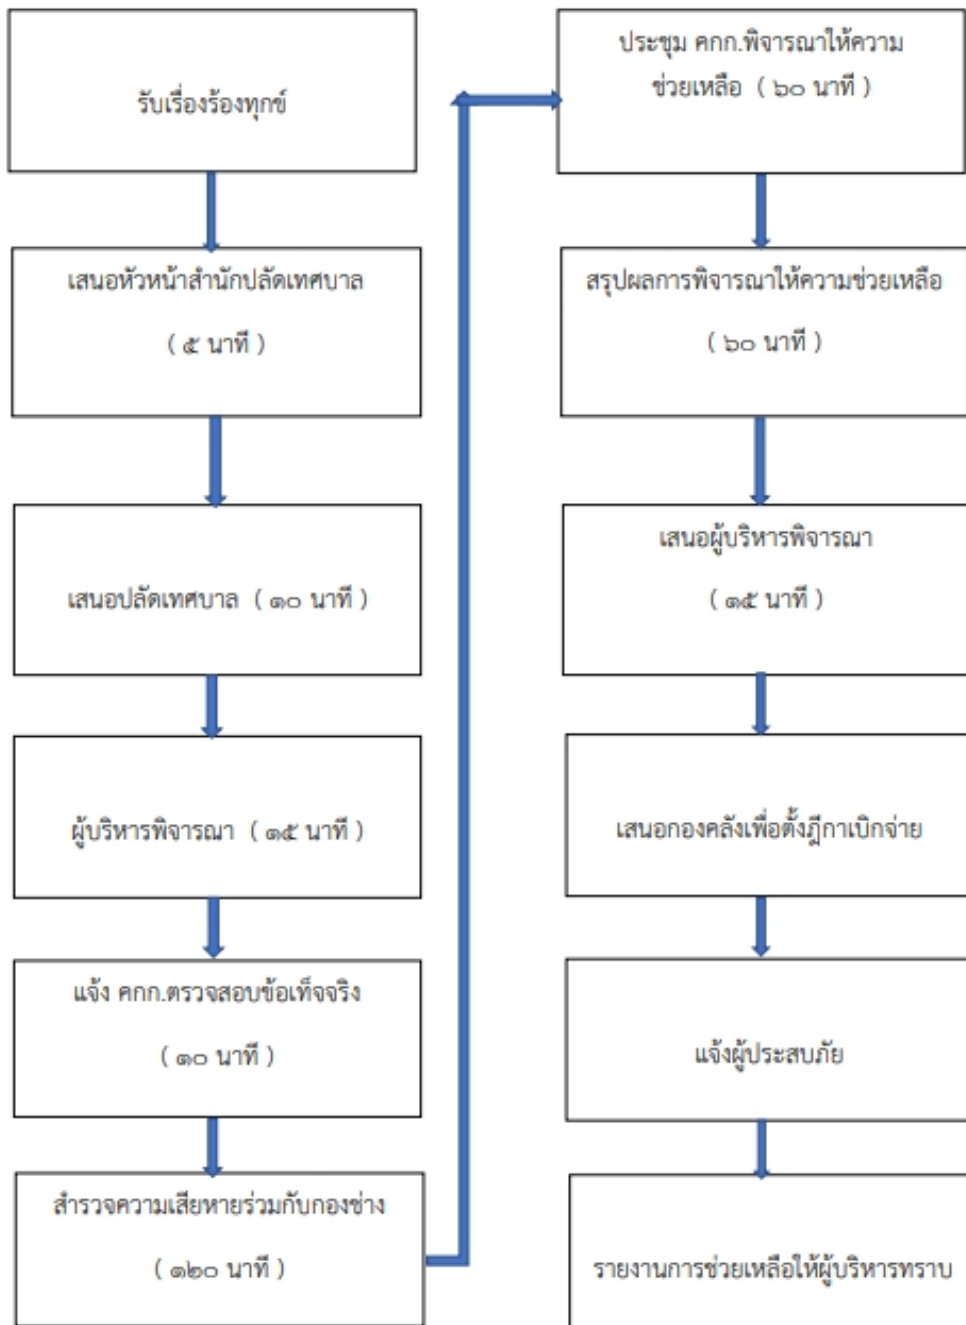 รับเรื่องร้องทุกข์
เสนอหัวหน้าสำนักปลัดเทศบาล
( ๕ นาที )
เสนอปลัดเทศบาล ( ๑๐ นาที )
ผู้บริหารพิจารณา ( ๑๕ นาที )
แจ้ง คกก.ตรวจสอบข้อเท็จจริง
( ๑๐ นาที )
สำรวจความเสียหายร่วมกับกองช่าง
( ๑๒๐ นาที )
ประชุม คกก.พิจารณาให้ความ
ช่วยเหลือ ( ๖๐ นาที )
สรุปผลการพิจารณาให้ความช่วยเหลือ
( ๖๐ นาที )
เสนอผู้บริหารพิจารณา
( ๑๕ นาที )
เสนอกองคลังเพื่อตั้งฎีกาเบิกจ่าย
แจ้งผู้ประสบภัย
รายงานการช่วยเหลือให้ผู้บริหารทราบ